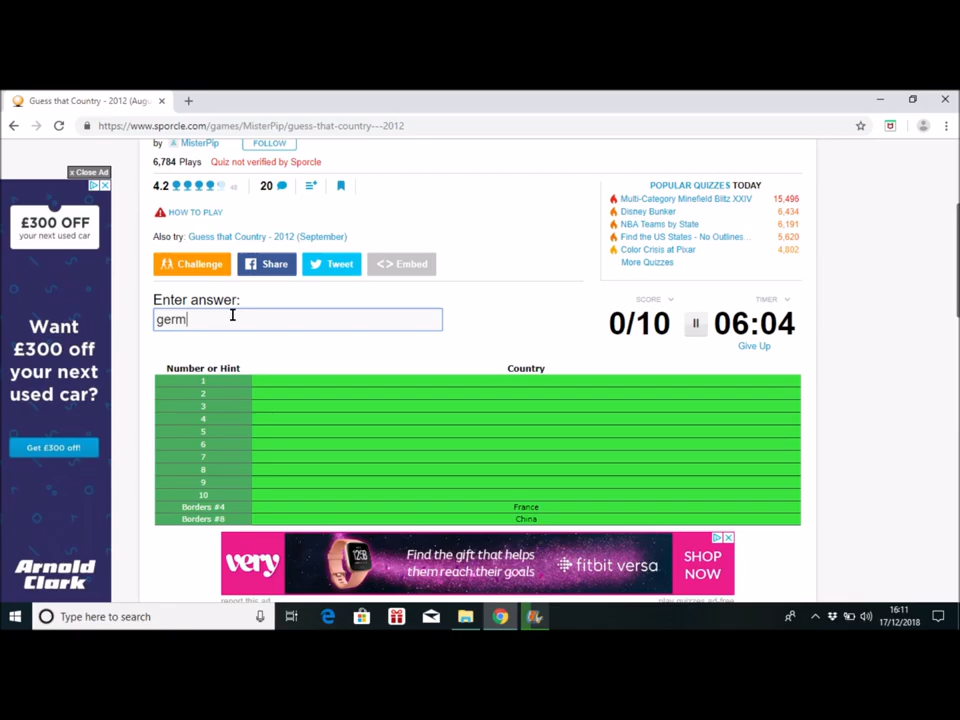 Guess that Country - 2012 (Augu
https://www.sporcle.com/games/MisterPip/guess-that-country---2012
by MisterPip FOLLOW
6,784 Plays Quiz not verified by Sporcle
4.2 20
HOW TO PLAY
Also try: Guess that Country - 2012 (September)
Challenge Share Tweet <> Embed
POPULAR QUIZZES TODAY
Multi-Category Minefield Blitz XXIV 15,496
Disney Bunker 6,434
NBA Teams by State 6,191
Find the US States - No Outlines... 5,620
Color Crisis at Pixar 4,802
More Quizzes
Enter answer:
germ
SCORE TIMER
0/10 06:04
Give Up
Number or Hint Country
1
2
3
4
5
6
7
8
9
10
Borders #4 France
Borders #8 China
x Close Ad
£300 OFF
your next used car
Want
£300 off
your next
used car?
Get £300 off!
Arnold
Clark
very Find the gift that helps
them reach their goals
fitbit versa
SHOP
NOW
report this ad play quizzes ad-free
Type here to search
16:11
17/12/2018